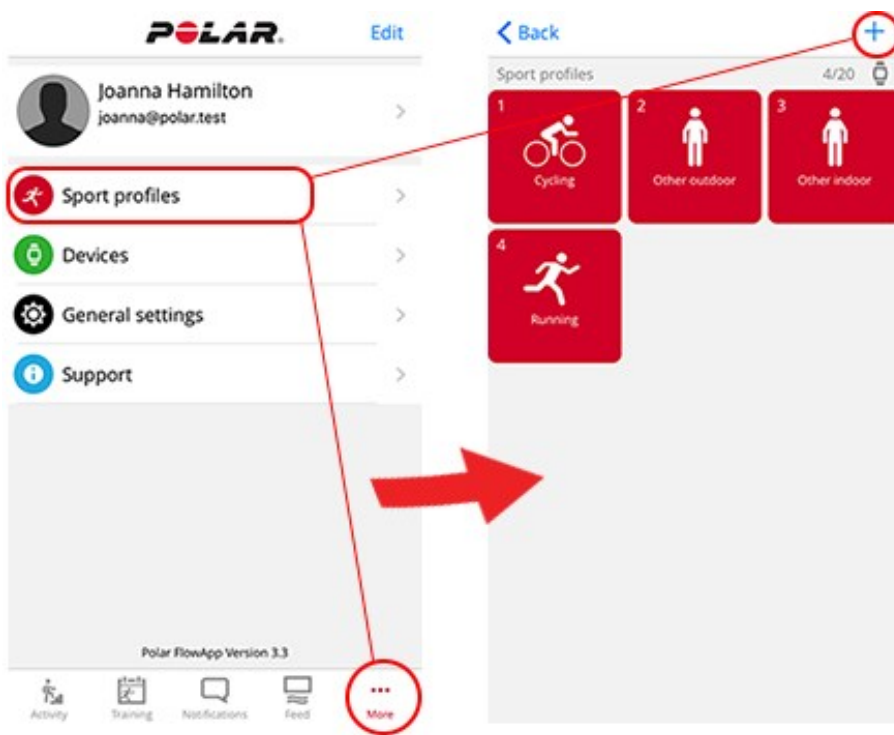 POLAR.
Edit
Joanna Hamilton
joanna@polar.test
Sport profiles
Devices
General settings
Support
Polar FlowApp Version 3.3
Activity
Training
Notifications
Feed
More
Back
+
Sport profiles
4/20
1
Cycling
2
Other outdoor
3
Other indoor
4
Running